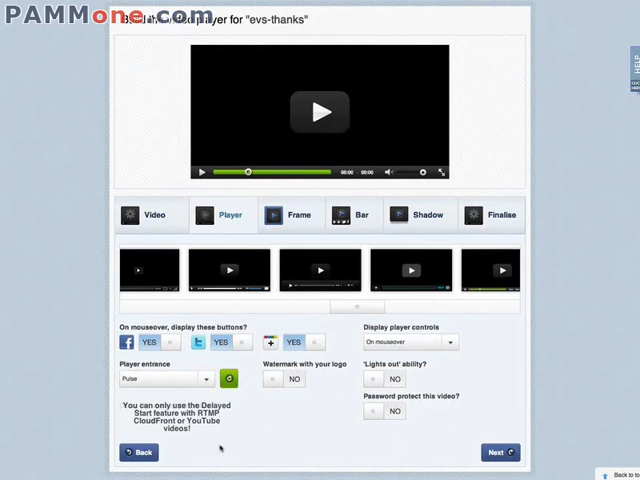 PAMMone.com
player for "evs-thanks"
00:00 00:00
Video
Player
Frame
Bar
Shadow
Finalise
On mouseover, display these buttons?
YES
YES
YES
Display player controls
On mouseover
Player entrance
Pulse
Watermark with your logo
NO
'Lights out' ability?
NO
Password protect this video?
NO
You can only use the Delayed
Start feature with RTMP
CloudFront or YouTube
videos!
Back
Next
HELP
Back to to